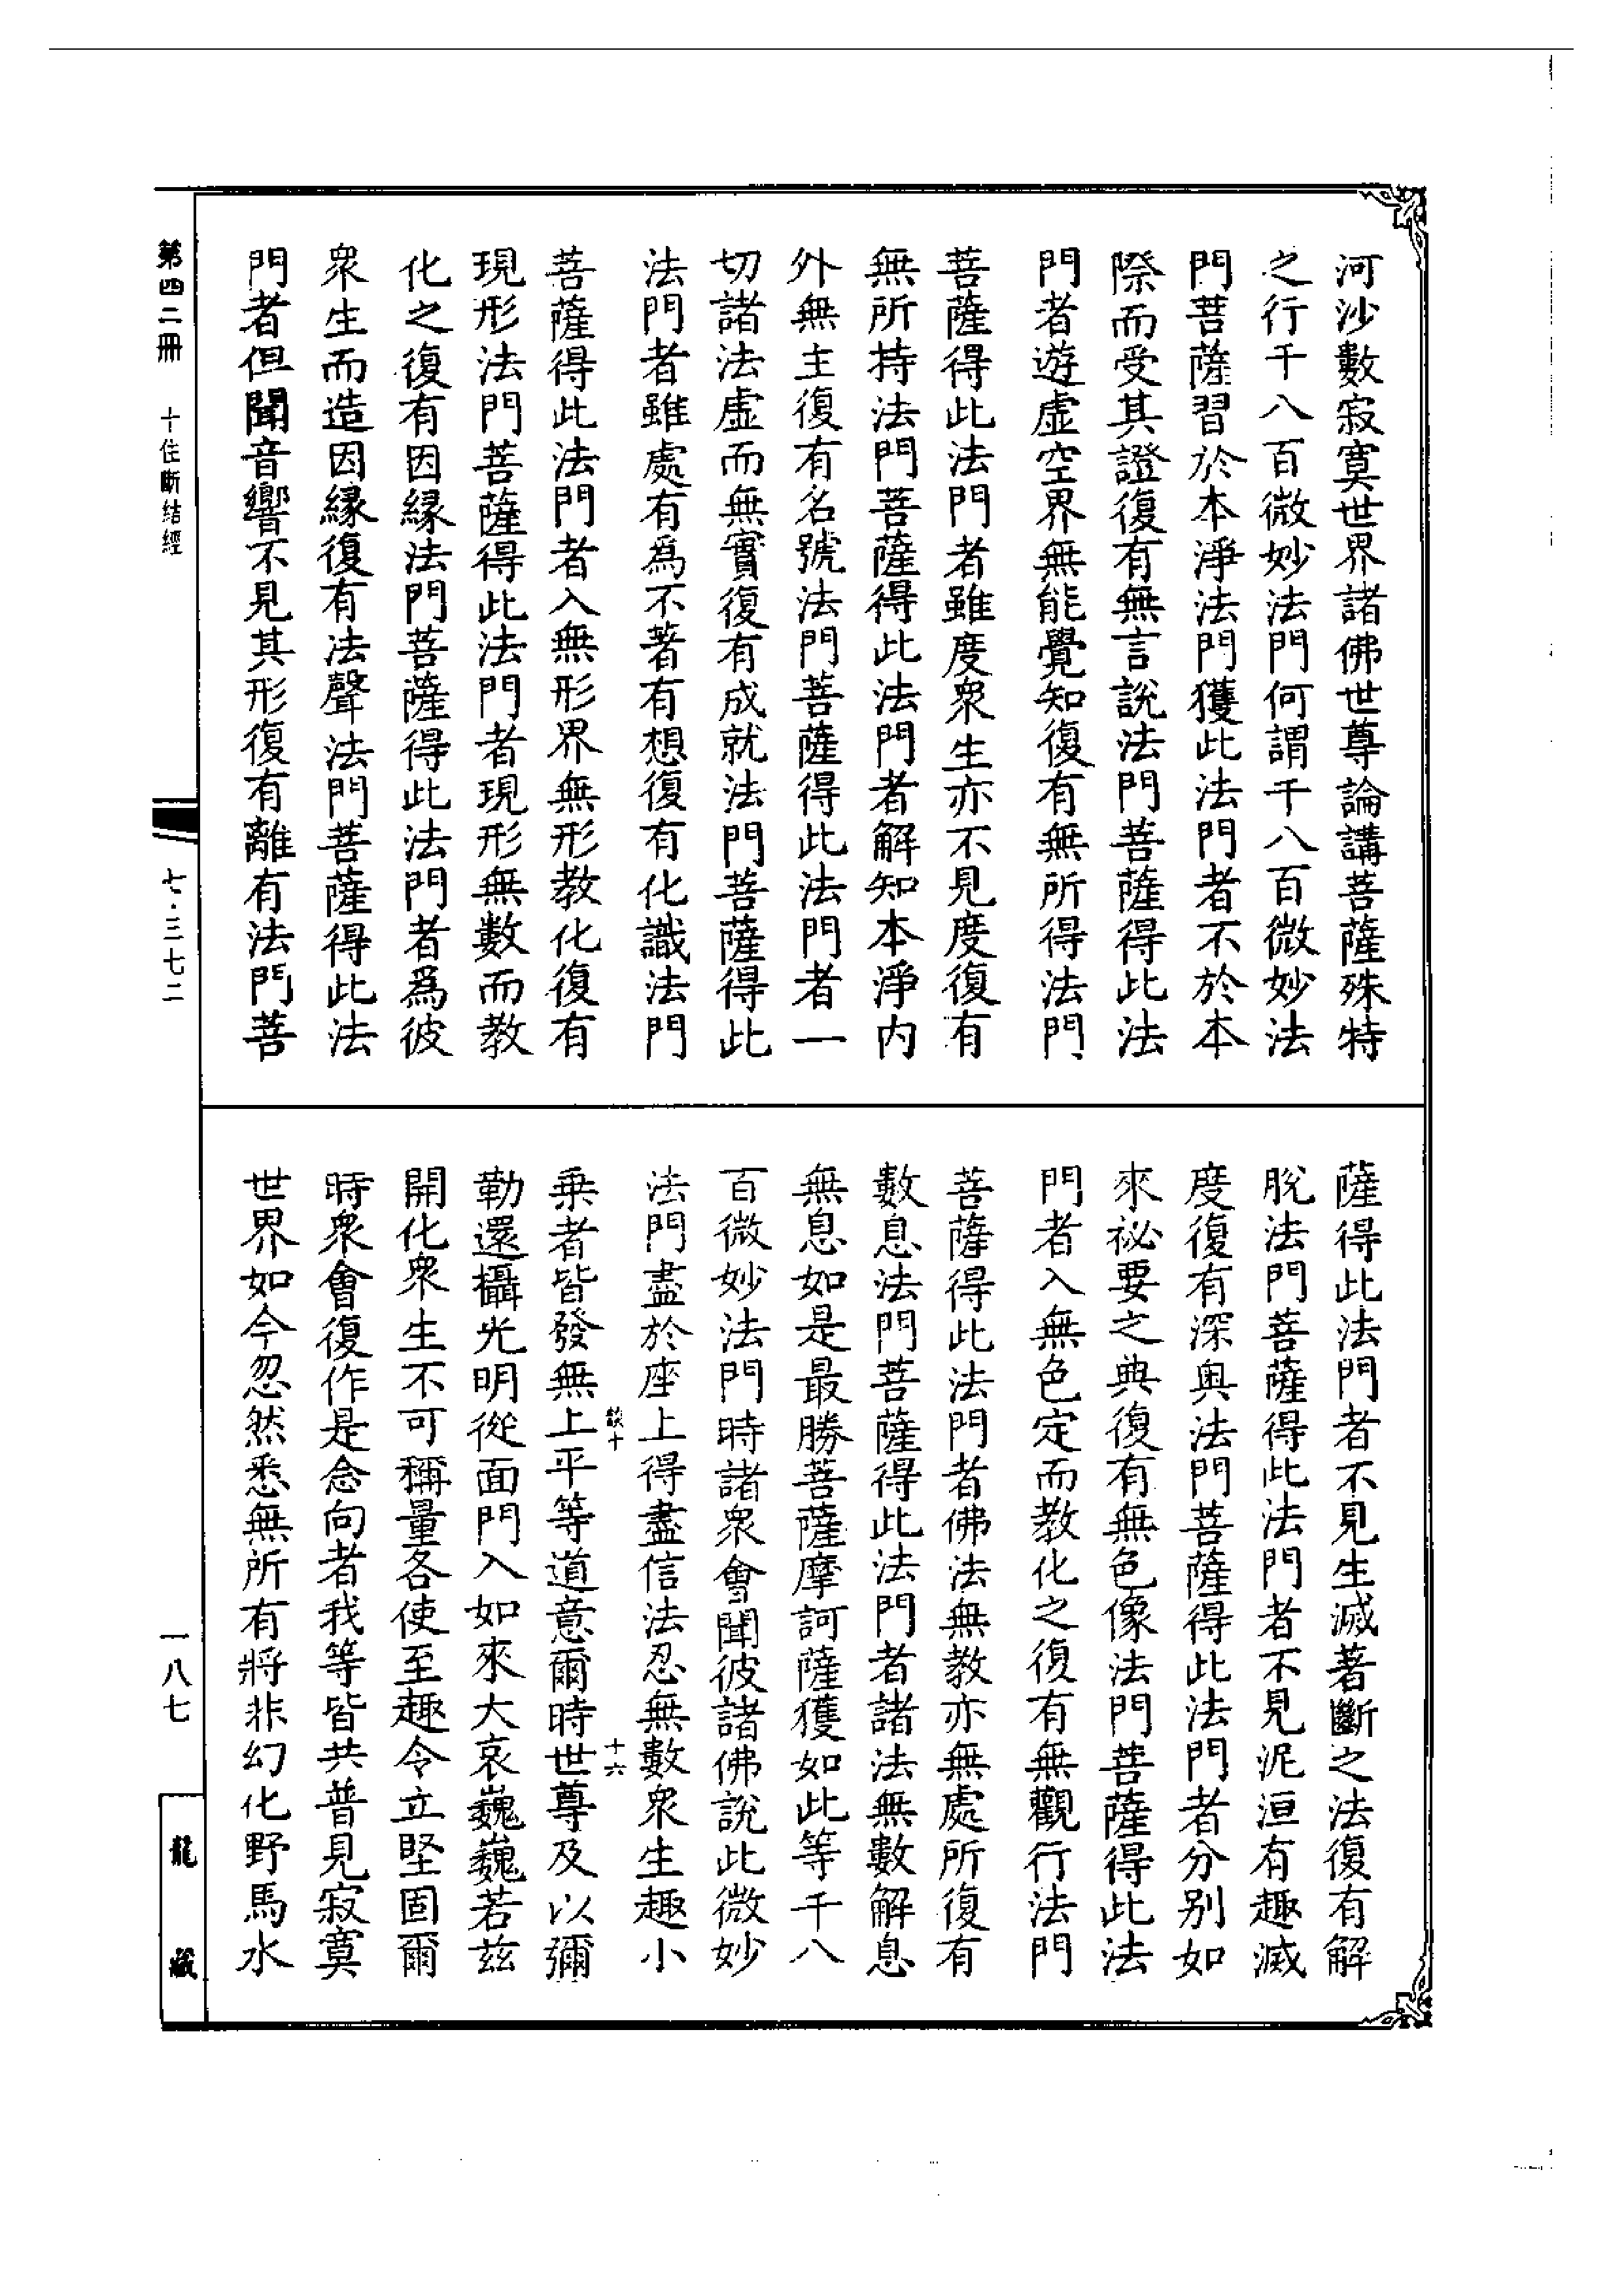 河沙數寂寞世界諸佛世尊論講菩薩殊特
之行千八百微妙法門何謂千八百微妙法
門菩薩習於本淨法門獲此法門者不於本
際而受其證復有無言說法門菩薩得此法
門者遊虛空界無能覺知復有無所得法門
菩薩得此法門者雖度衆生亦不見度復有
無所持法門菩薩得此法門者解知本淨內
外無主復有名號法門菩薩得此法門者一
切諸法虛而無實復有成就法門菩薩得此
法門者雖處有爲不著有想復有化識法門
菩薩得此法門者入無形界無形教化復有
現形法門菩薩得此法門者現形無數而教
化之復有因緣法門菩薩得此法門者爲彼
衆生而造因緣復有法聲法門菩薩得此法
門者但聞音響不見其形復有離有法門菩
薩得此法門者不見生滅著斷之法復有解
脫法門菩薩得此法門者不見泥洹有趣滅
度復有深奧法門菩薩得此法門者分別如
來祕要之典復有無色像法門菩薩得此法
門者入無色定而教化之復有無觀行法門
菩薩得此法門者佛法無教亦無處所復有
數息法門菩薩得此法門者諸法無數解息
無息如是最勝菩薩摩訶薩獲如此等千八
百微妙法門時諸衆會聞彼諸佛說此微妙
法門盡於座上得盡信法忍無數衆生趣小
十六
乘者皆發無上平等道意爾時世尊及以彌
勒還攝光明從面門入如來大哀巍巍若茲
開化衆生不可稱量各使至趣令立堅固爾
時衆會復作是念向者我等皆共普見寂寞
世界如今忽然悉無所有將非幻化野馬水
第四二冊 十住斷結經
七·三七二
一八七
龍藏